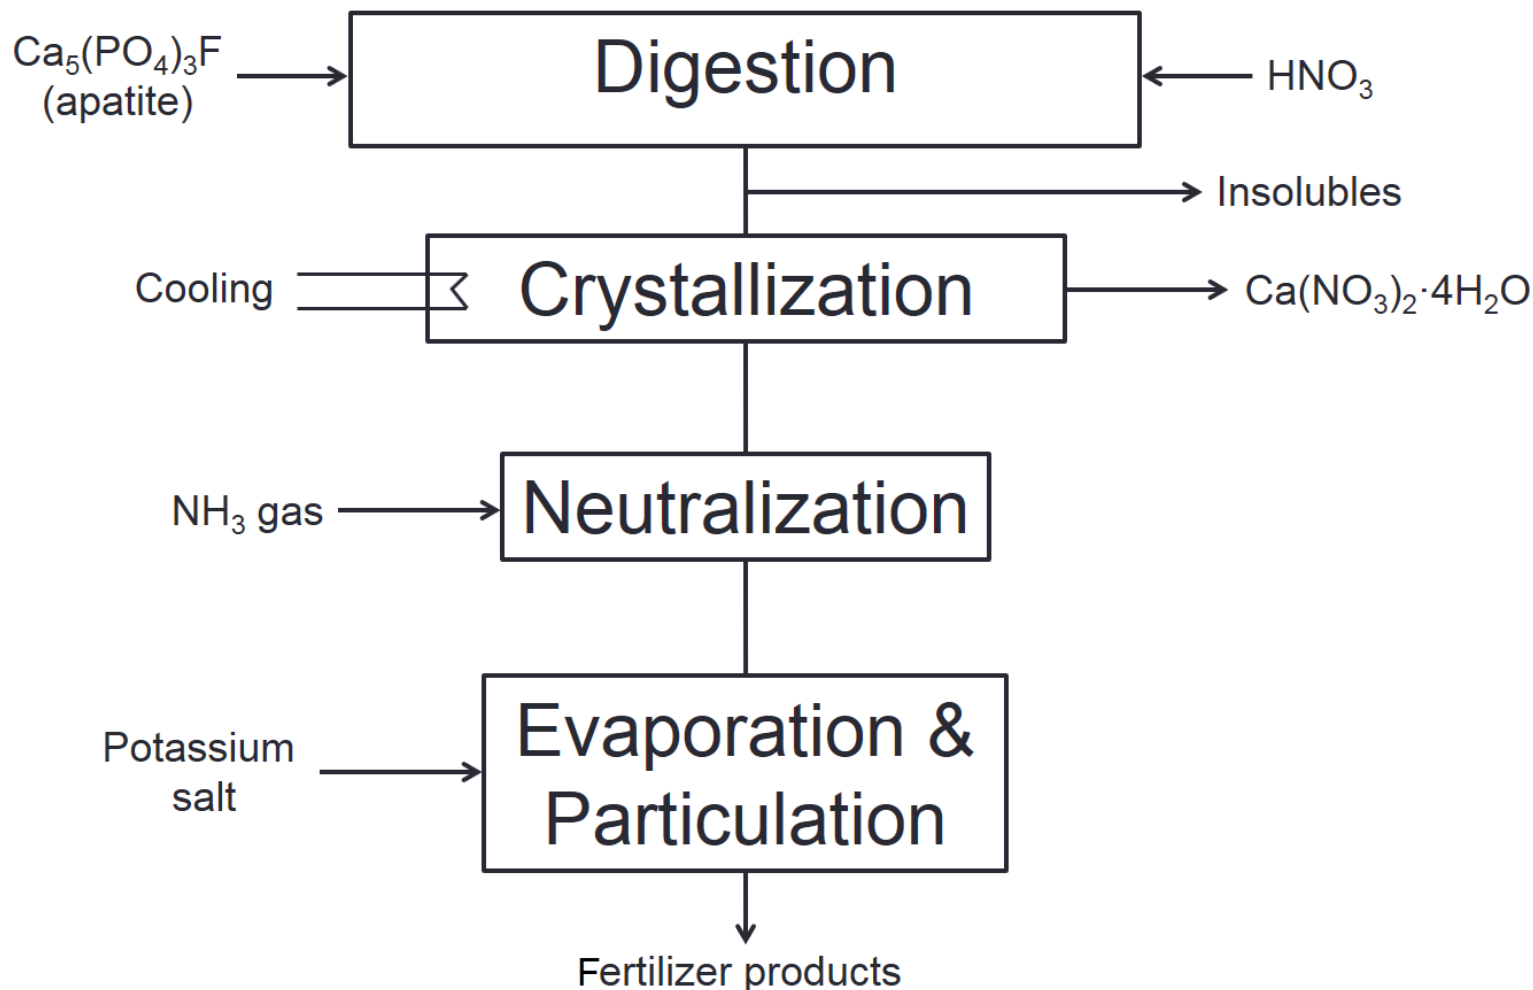 Ca₅(PO₄)₃F
(apatite)
Digestion
HNO₃
Insolubles
Cooling
Crystallization
Ca(NO₃)₂·4H₂O
NH₃ gas
Neutralization
Potassium
salt
Evaporation &
Particulation
Fertilizer products